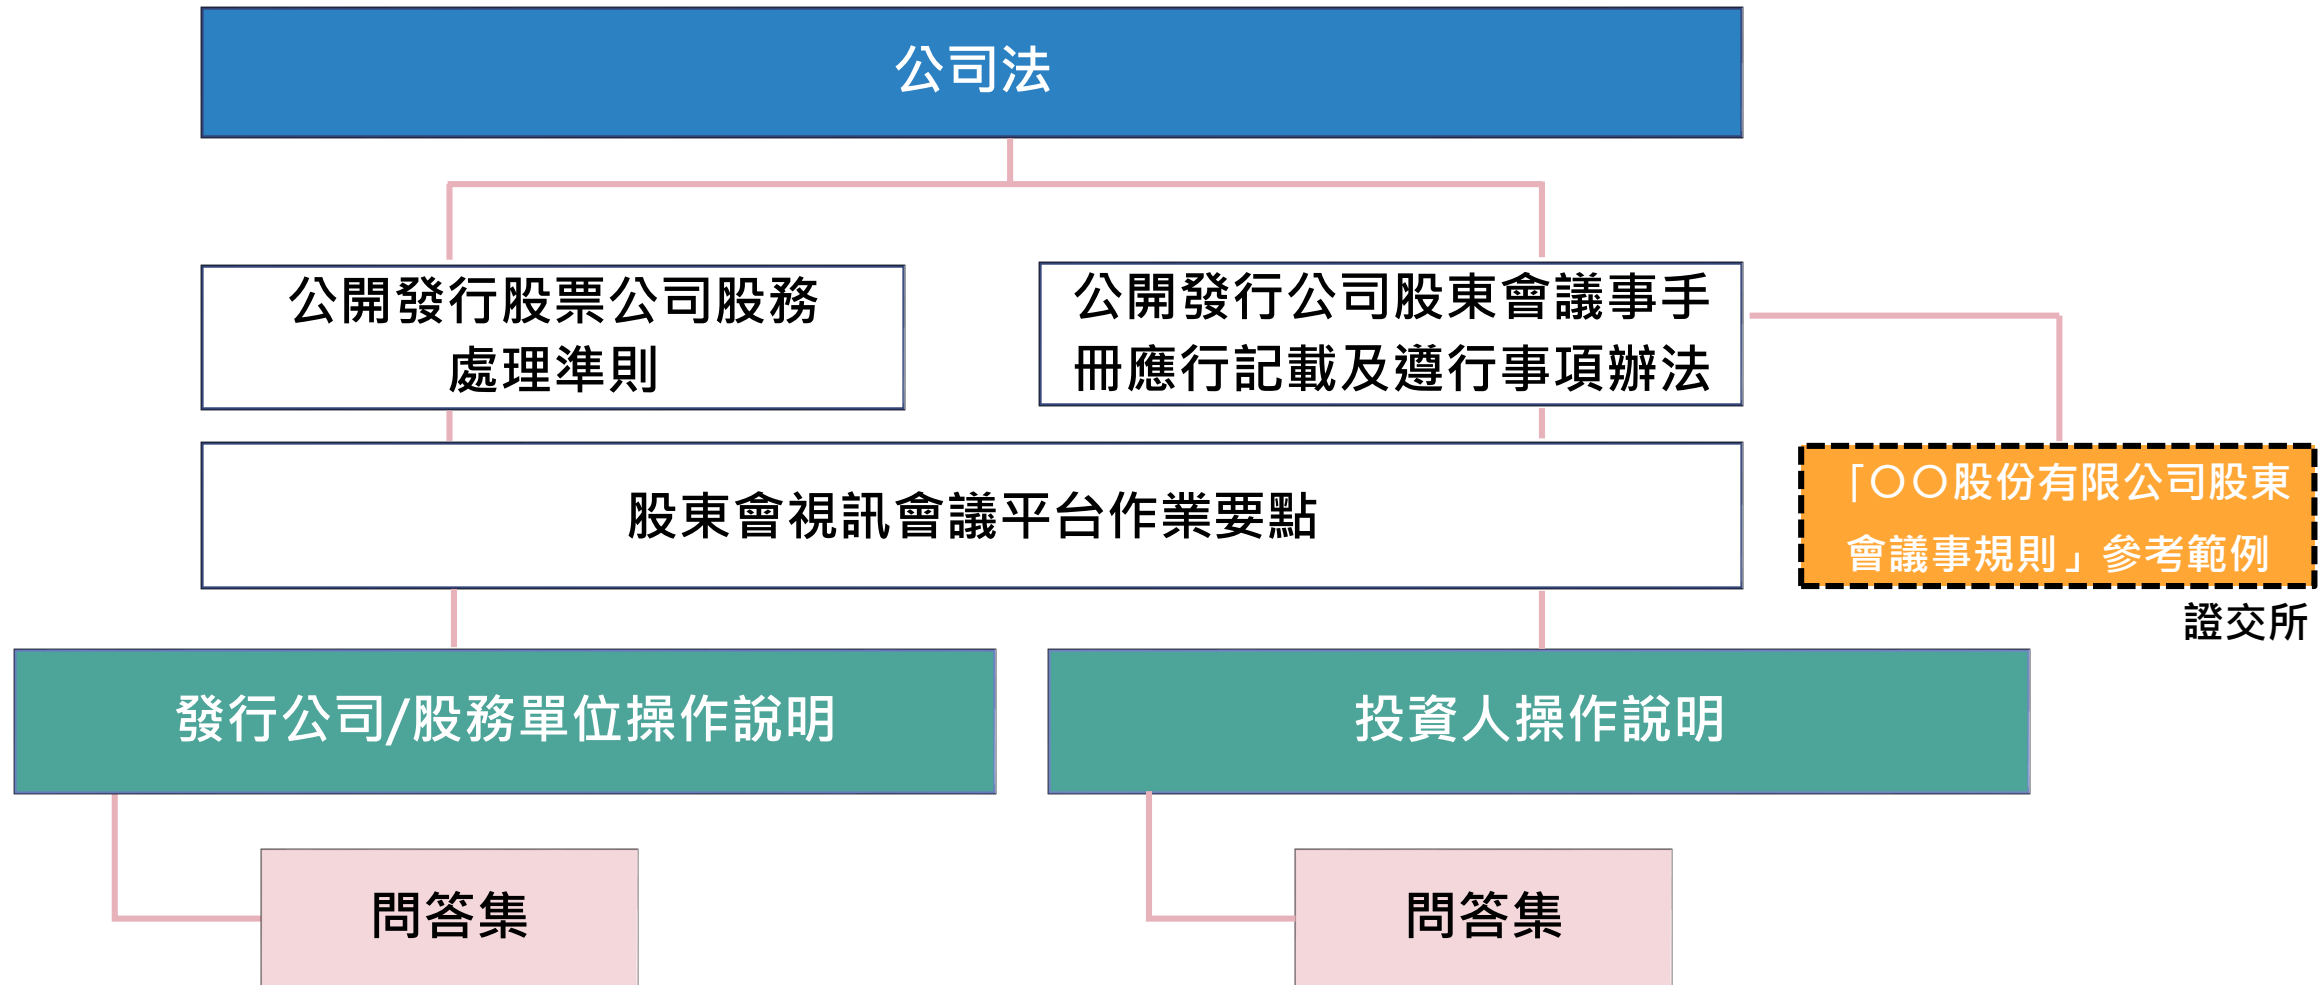 公司法
公開發行股票公司股務
處理準則
公開發行公司股東會議事手
冊應行記載及遵行事項辦法
股東會視訊會議平台作業要點
「〇〇股份有限公司股東
會議事規則」參考範例
證交所
發行公司/股務單位操作說明
投資人操作說明
問答集
問答集